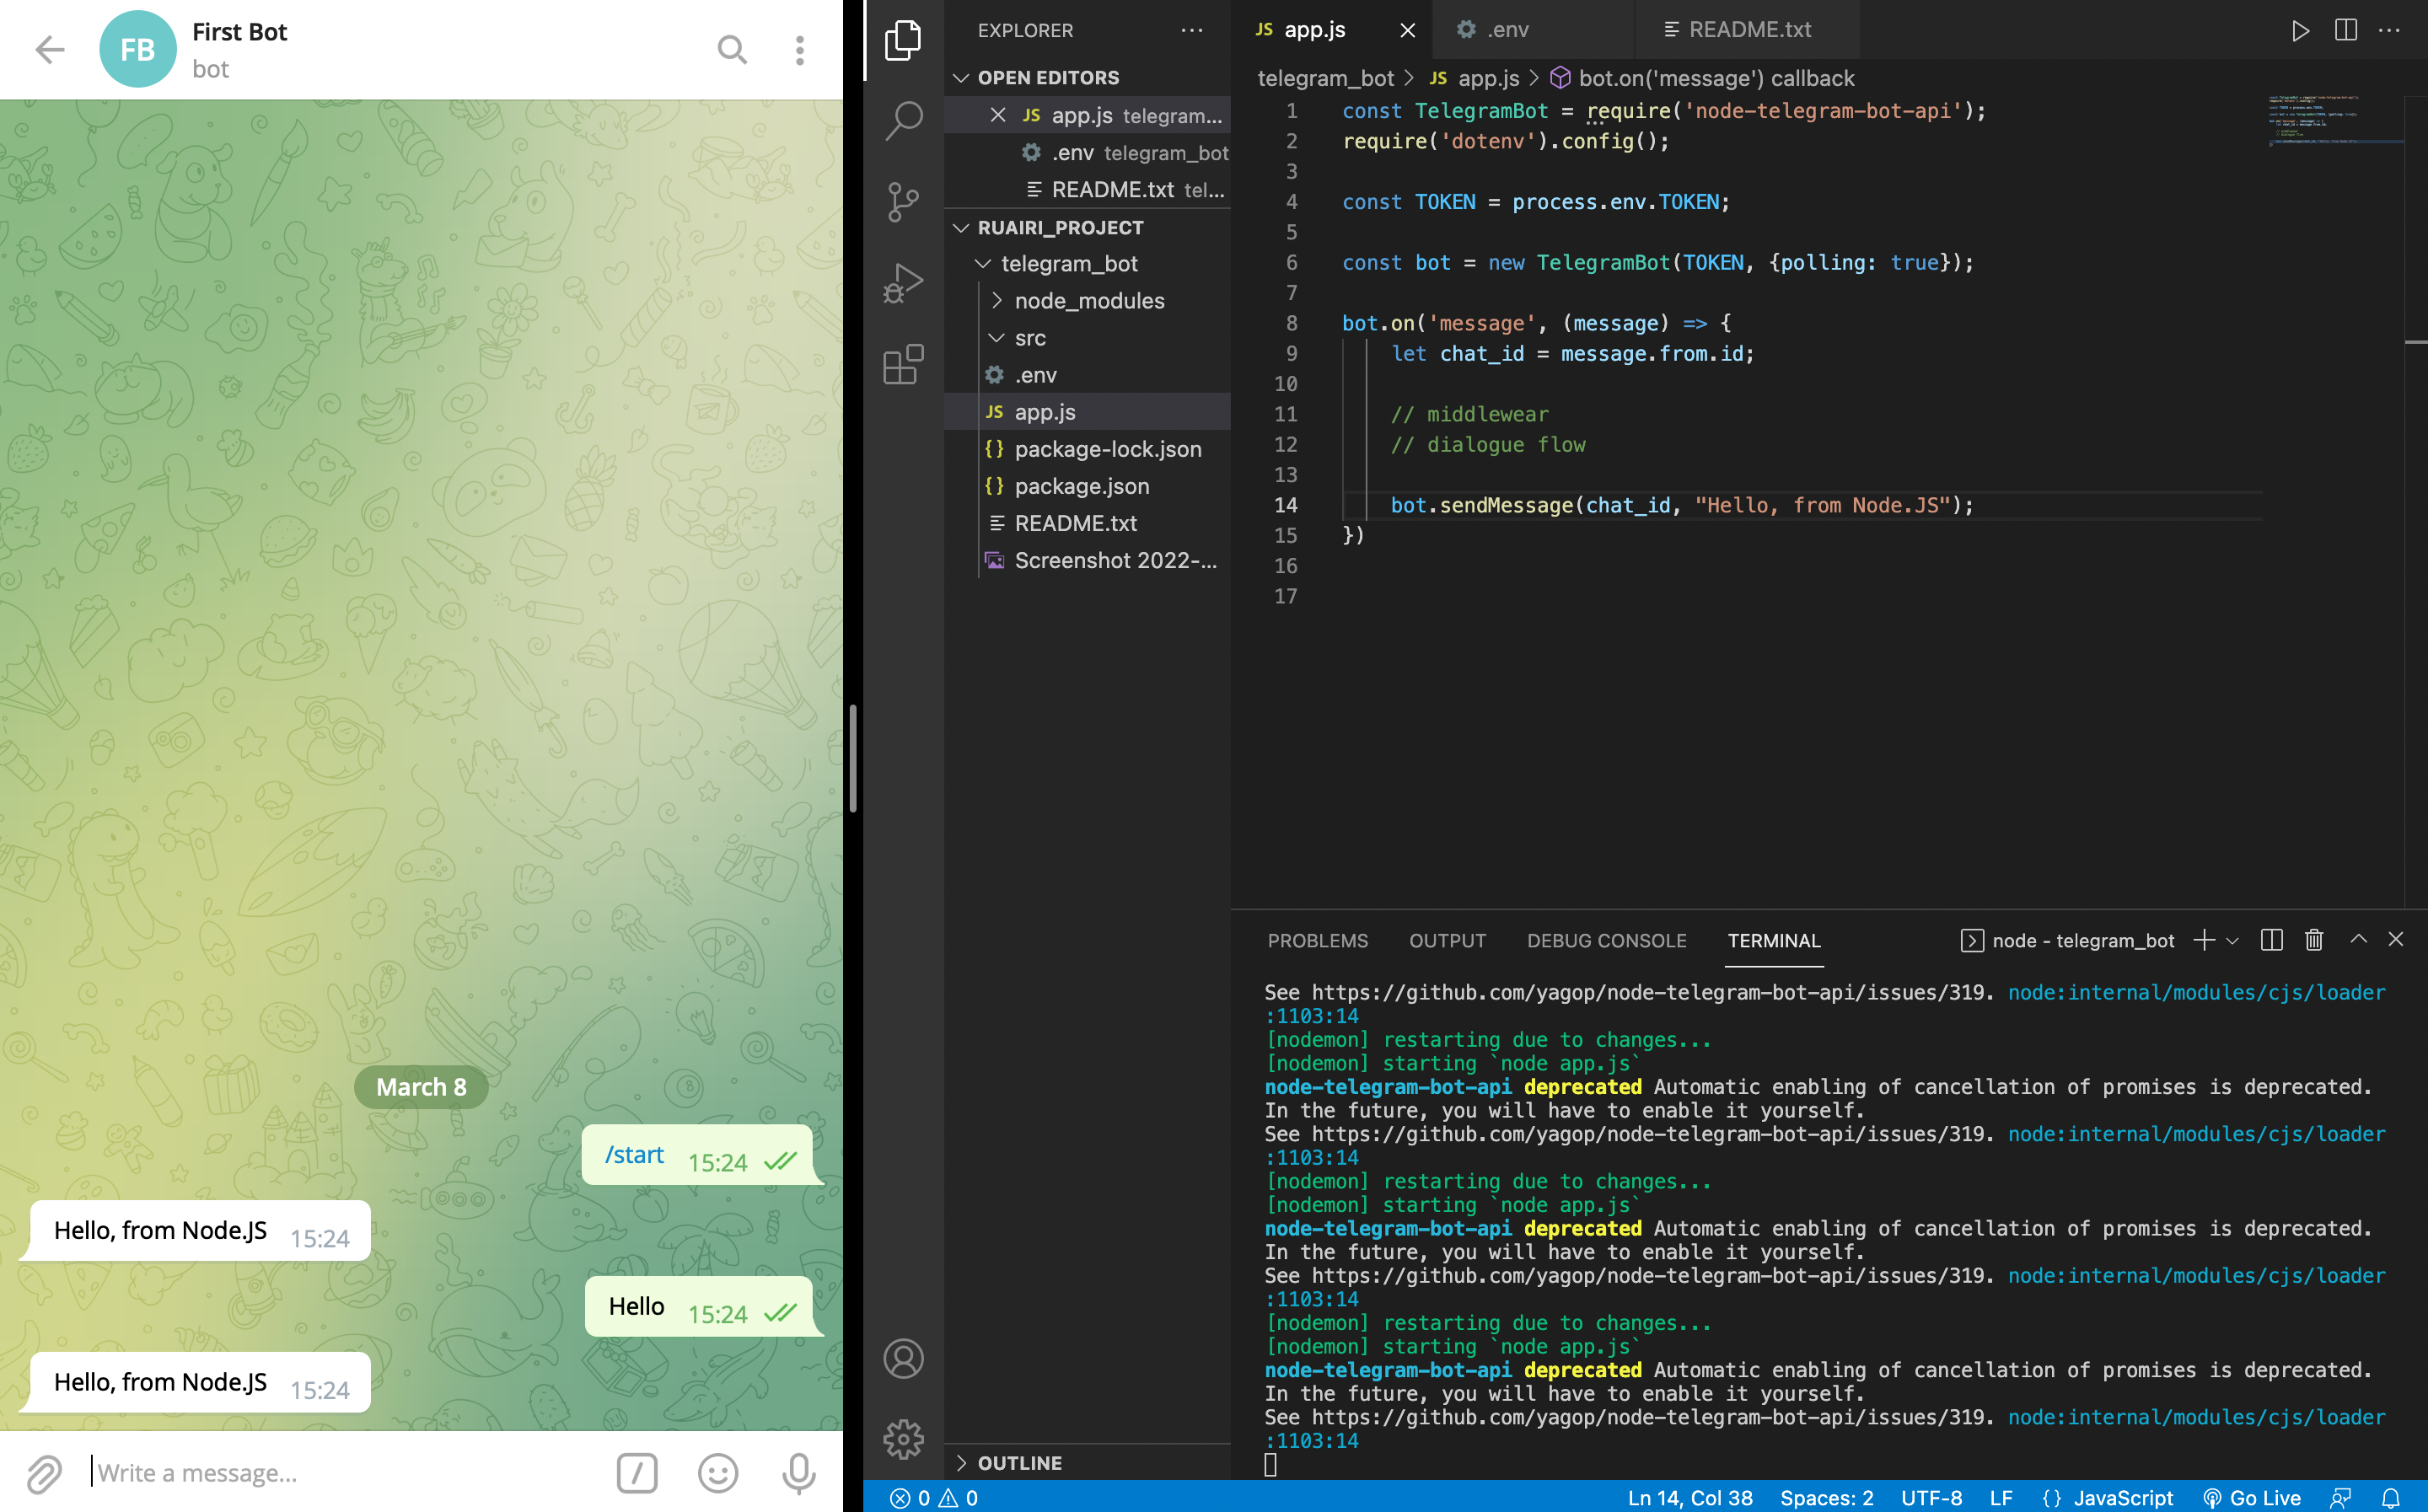 FB
First Bot
bot
March 8
/start 15:24
Hello, from Node.JS 15:24
Hello 15:24
Hello, from Node.JS 15:24
Write a message...
EXPLORER
OPEN EDITORS
JS app.js telegram...
.env telegram_bot
README.txt tel...
RUAIRI_PROJECT
telegram_bot
node_modules
src
.env
JS app.js
{} package-lock.json
{} package.json
README.txt
Screenshot 2022-...
OUTLINE
JS app.js
.env
README.txt
telegram_bot > JS app.js > bot.on('message') callback
1 const TelegramBot = require('node-telegram-bot-api');
2 require('dotenv').config();
3
4 const TOKEN = process.env.TOKEN;
5
6 const bot = new TelegramBot(TOKEN, {polling: true});
7
8 bot.on('message', (message) => {
9 let chat_id = message.from.id;
10
11 // middlewear
12 // dialogue flow
13
14 bot.sendMessage(chat_id, "Hello, from Node.JS");
15 })
16
17
PROBLEMS OUTPUT DEBUG CONSOLE TERMINAL
node - telegram_bot
See https://github.com/yagop/node-telegram-bot-api/issues/319. node:internal/modules/cjs/loader
:1103:14
[nodemon] restarting due to changes...
[nodemon] starting `node app.js`
node-telegram-bot-api deprecated Automatic enabling of cancellation of promises is deprecated.
In the future, you will have to enable it yourself.
See https://github.com/yagop/node-telegram-bot-api/issues/319. node:internal/modules/cjs/loader
:1103:14
[nodemon] restarting due to changes...
[nodemon] starting `node app.js`
node-telegram-bot-api deprecated Automatic enabling of cancellation of promises is deprecated.
In the future, you will have to enable it yourself.
See https://github.com/yagop/node-telegram-bot-api/issues/319. node:internal/modules/cjs/loader
:1103:14
[nodemon] restarting due to changes...
[nodemon] starting `node app.js`
node-telegram-bot-api deprecated Automatic enabling of cancellation of promises is deprecated.
In the future, you will have to enable it yourself.
See https://github.com/yagop/node-telegram-bot-api/issues/319. node:internal/modules/cjs/loader
:1103:14
0 0
Ln 14, Col 38 Spaces: 2 UTF-8 LF {} JavaScript Go Live